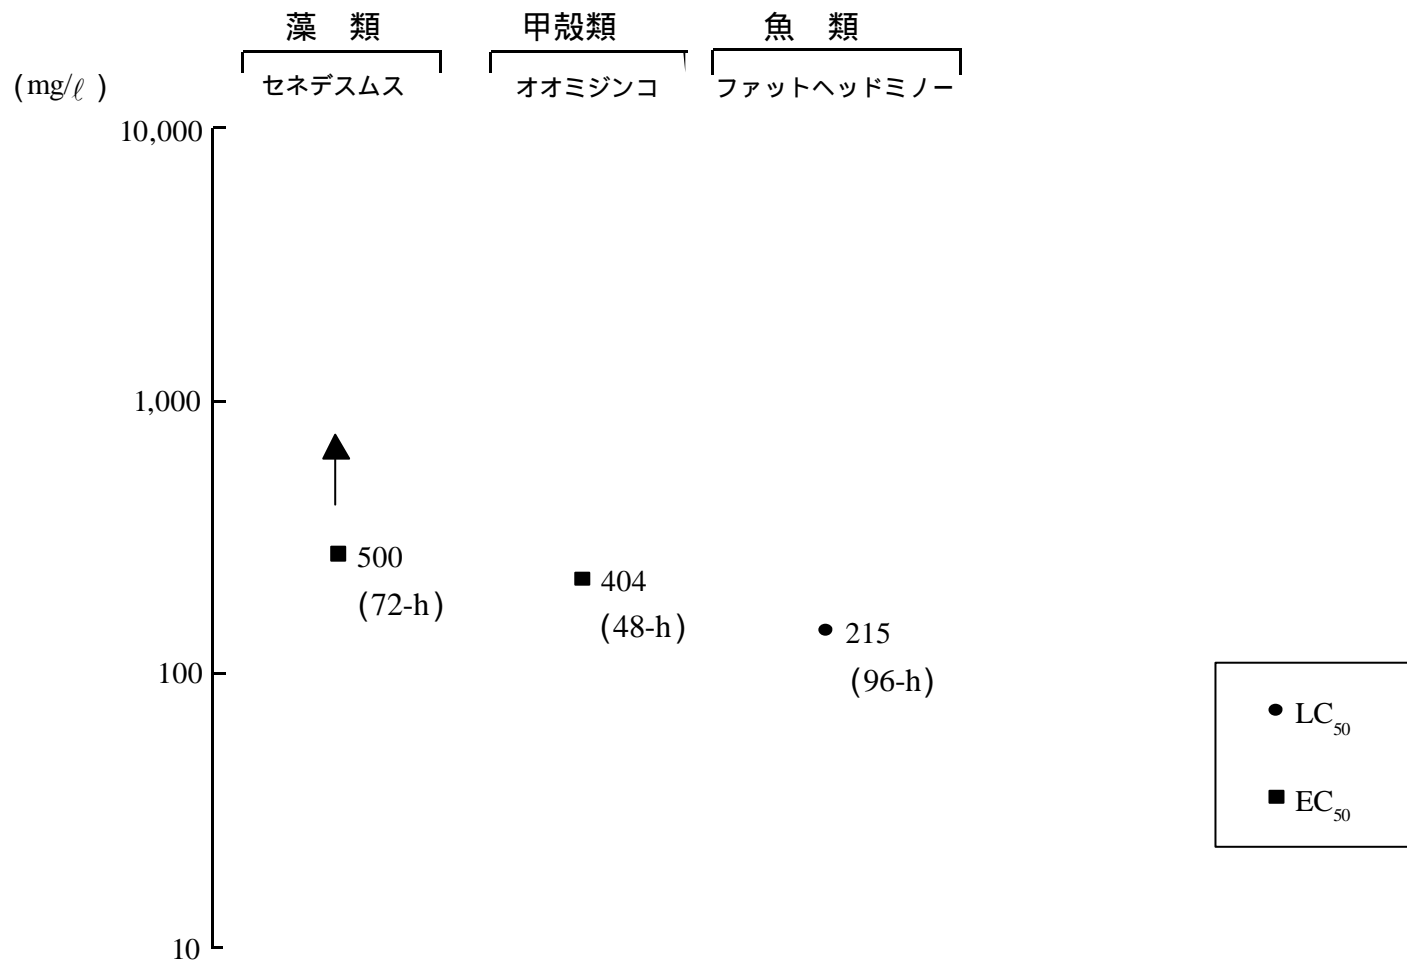 藻 類
甲殻類
魚 類
(mg/ℓ)
セネデスムス
オオミジンコ
ファットヘッドミノー
10,000
1,000
500
(72-h)
404
(48-h)
215
(96-h)
100
LC50
EC50
10